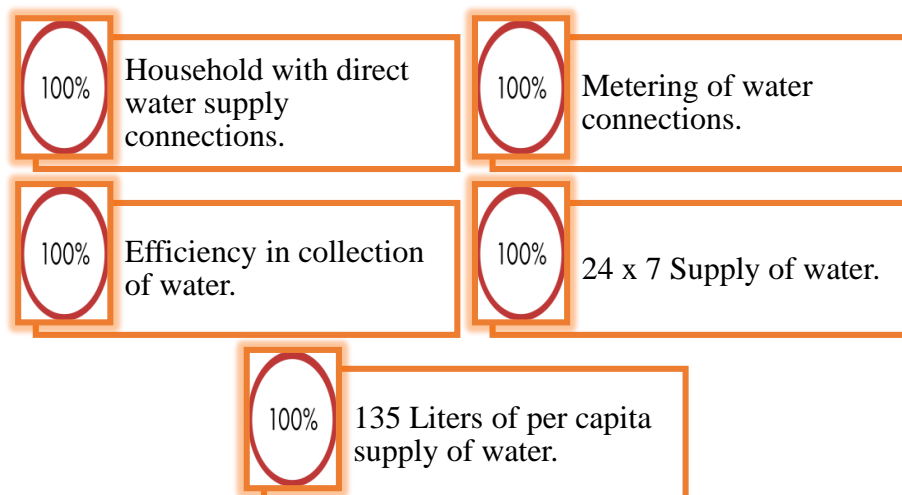 100%
Household with direct
water supply
connections.
100%
Metering of water
connections.
100%
Efficiency in collection
of water.
100%
24 x 7 Supply of water.
100%
135 Liters of per capita
supply of water.